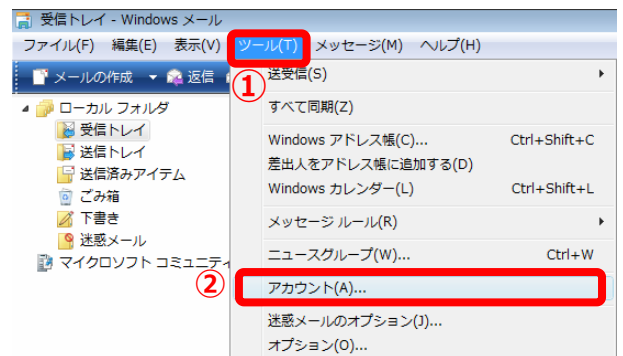 受信トレイ - Windows メール
ファイル(F) 編集(E) 表示(V) ツール(T) メッセージ(M) ヘルプ(H)
メールの作成 返信
①
送受信(S)
ローカル フォルダ
すべて同期(Z)
受信トレイ
Windows アドレス帳(C)... Ctrl+Shift+C
送信トレイ
差出人をアドレス帳に追加する(D)
送信済みアイテム
Windows カレンダー(L) Ctrl+Shift+L
ごみ箱
下書き
メッセージ ルール(R)
迷惑メール
ニュースグループ(W)... Ctrl+W
マイクロソフト コミュニティ
②
アカウント(A)...
迷惑メールのオプション(J)...
オプション(O)...